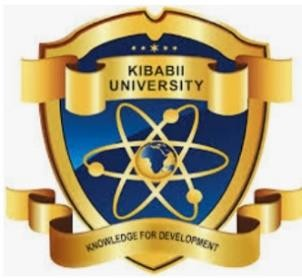 KIBABII
UNIVERSITY
KNOWLEDGE FOR DEVELOPMENT